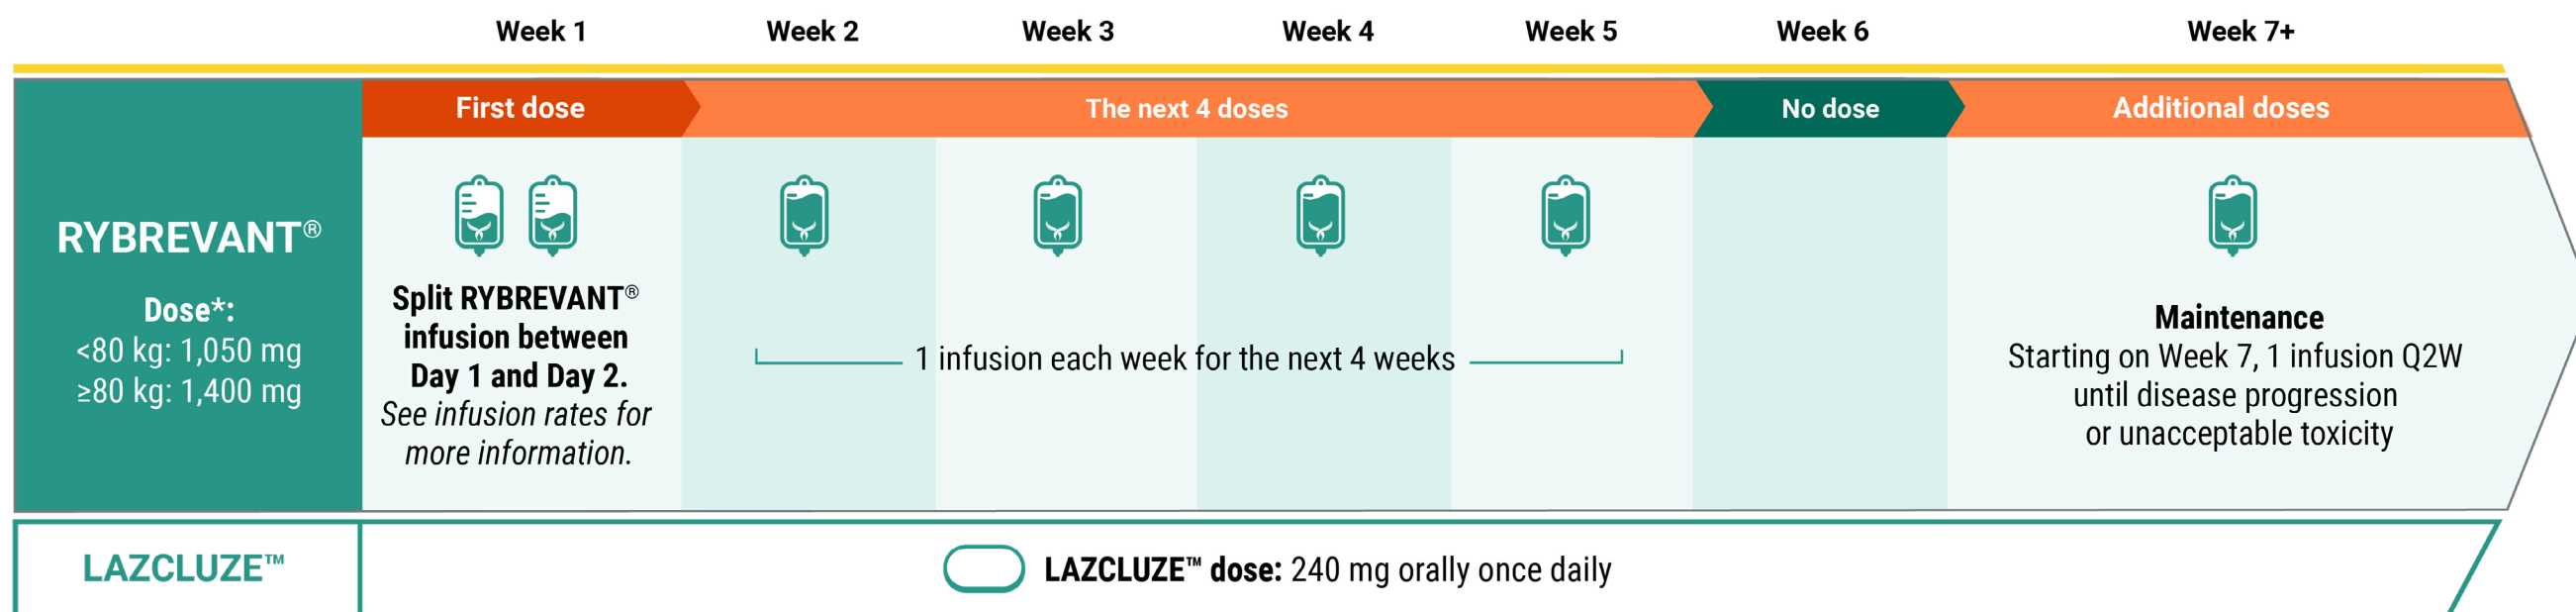 Week 1 Week 2 Week 3 Week 4 Week 5 Week 6 Week 7+
First dose The next 4 doses No dose Additional doses
RYBREVANT®
Dose*:
<80 kg: 1,050 mg
≥80 kg: 1,400 mg
Split RYBREVANT®
infusion between
Day 1 and Day 2.
See infusion rates for
more information.
1 infusion each week for the next 4 weeks
Maintenance
Starting on Week 7, 1 infusion Q2W
until disease progression
or unacceptable toxicity
LAZCLUZE™
LAZCLUZE™ dose: 240 mg orally once daily